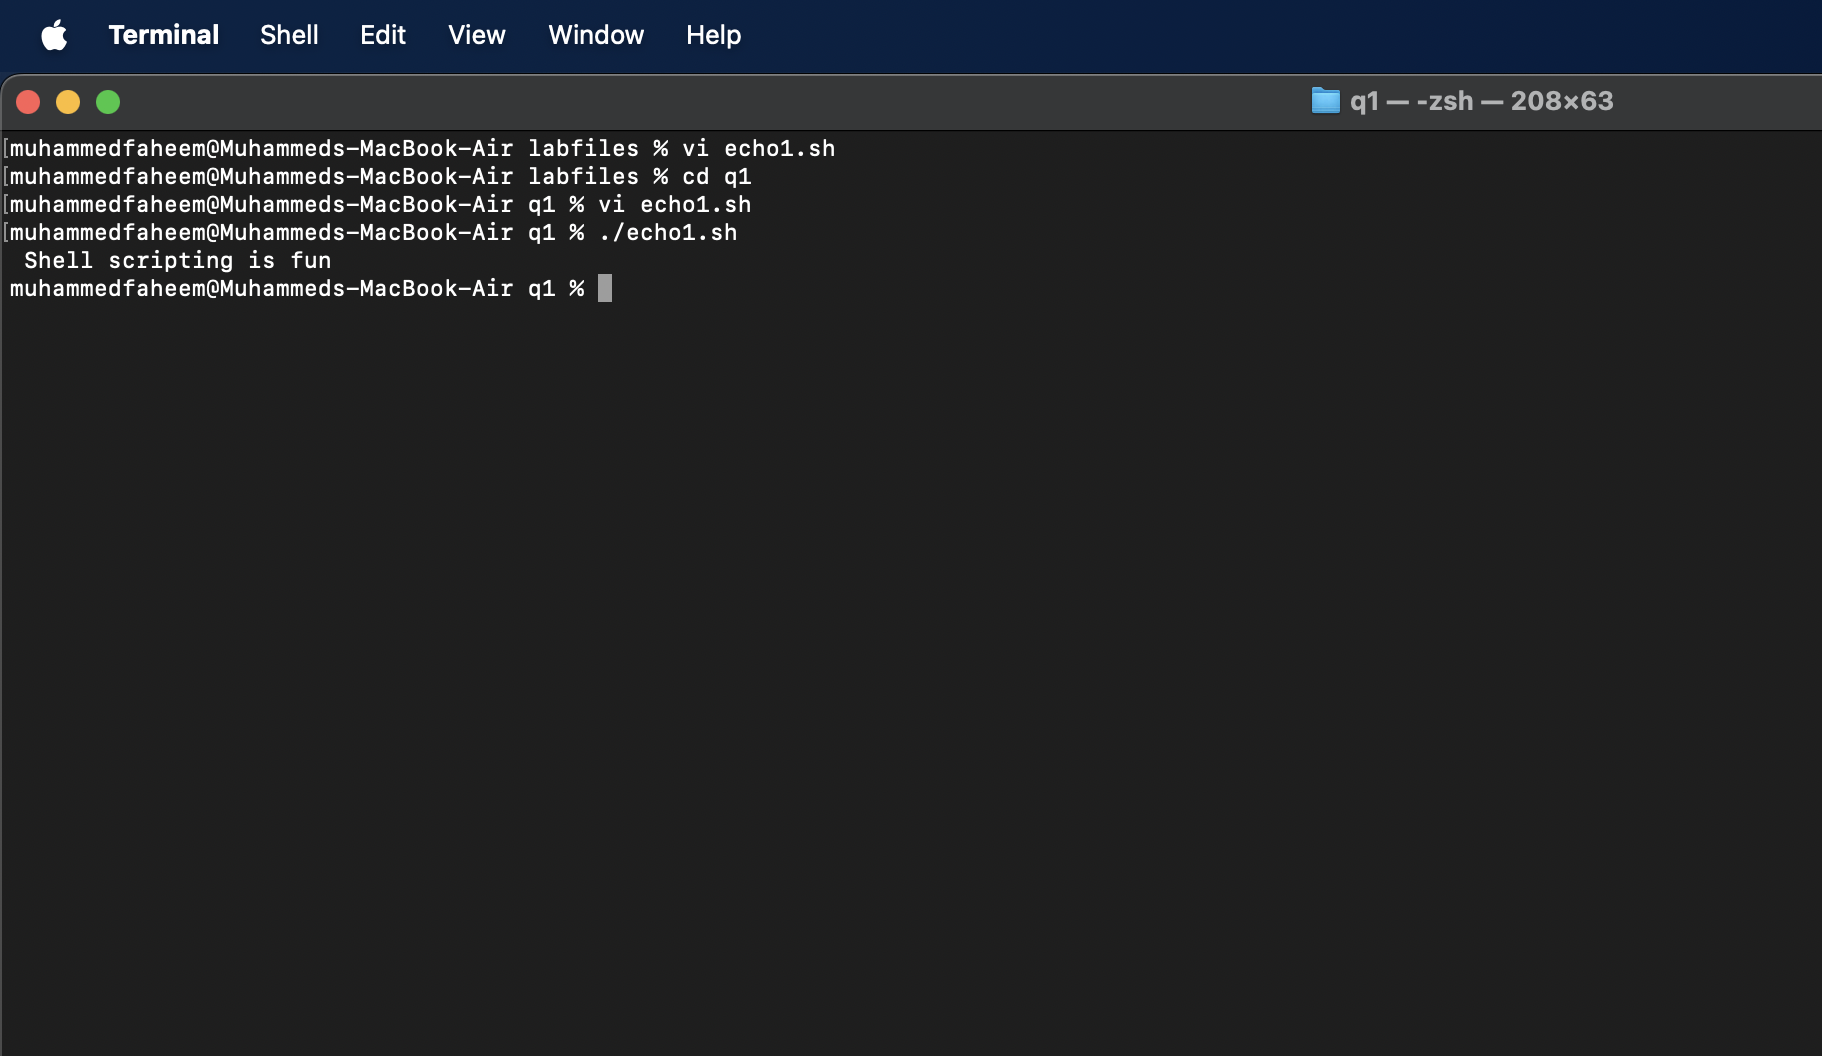 Terminal Shell Edit View Window Help
q1 — -zsh — 208×63
[muhammedfaheem@Muhammeds-MacBook-Air labfiles % vi echo1.sh
[muhammedfaheem@Muhammeds-MacBook-Air labfiles % cd q1
[muhammedfaheem@Muhammeds-MacBook-Air q1 % vi echo1.sh
[muhammedfaheem@Muhammeds-MacBook-Air q1 % ./echo1.sh
 Shell scripting is fun
muhammedfaheem@Muhammeds-MacBook-Air q1 %